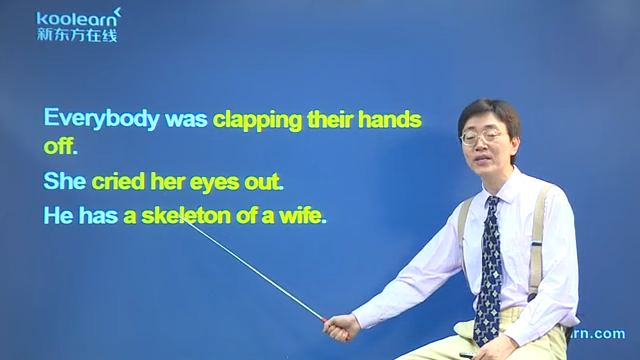 koolearn
新东方在线
Everybody was clapping their hands
off.
She cried her eyes out.
He has a skeleton of a wife.
rn.com